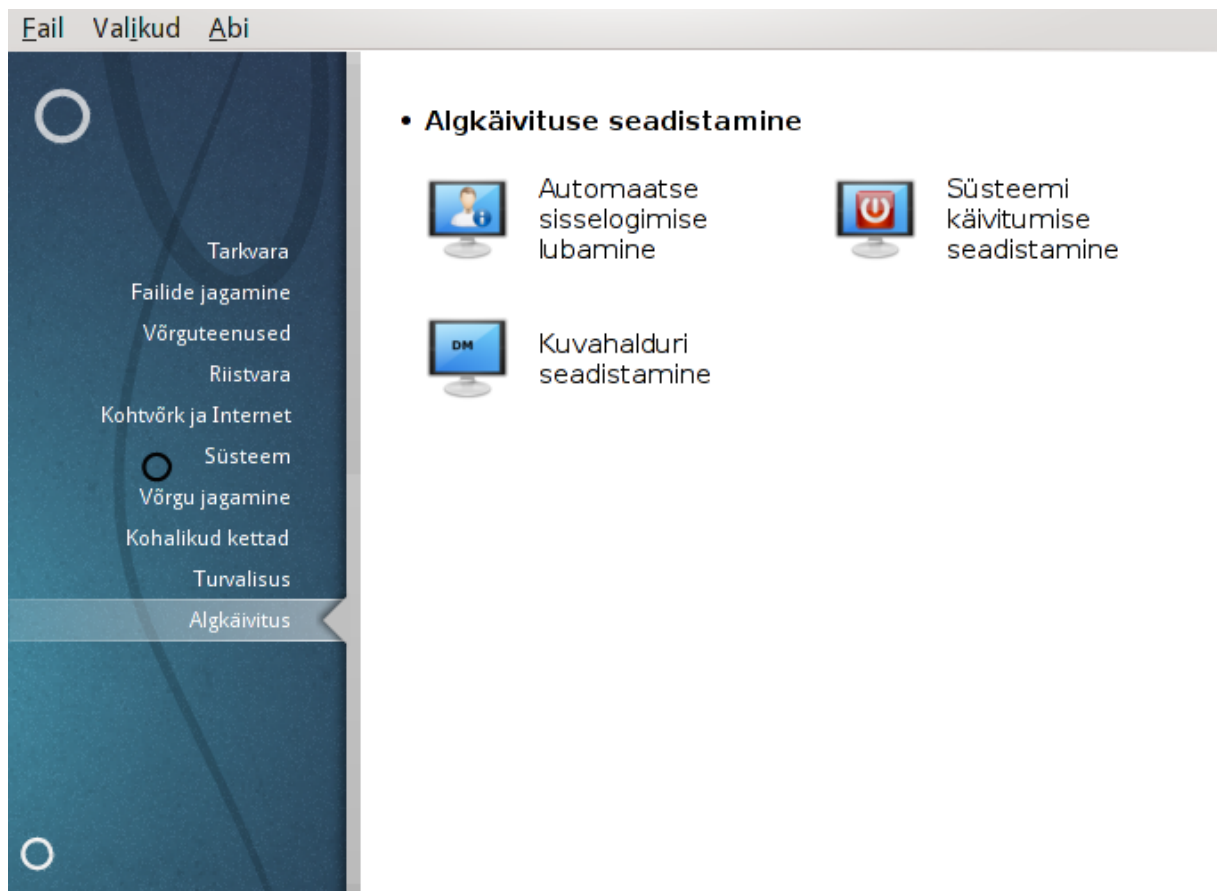 Fail Valikud Abi
Tarkvara
Failide jagamine
Võrguteenused
Riistvara
Kohtvõrk ja Internet
Süsteem
Võrgu jagamine
Kohalikud kettad
Turvalisus
Algkäivitus
• Algkäivituse seadistamine
Automaatse
sisselogimise
lubamine
Süsteemi
käivitumise
seadistamine
DM
Kuvahalduri
seadistamine